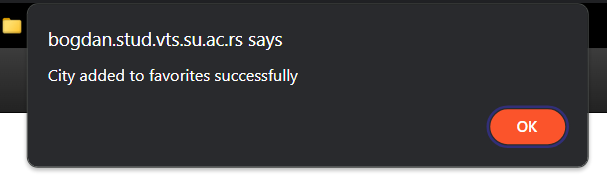 bogdan.stud.vts.su.ac.rs says
City added to favorites successfully
OK